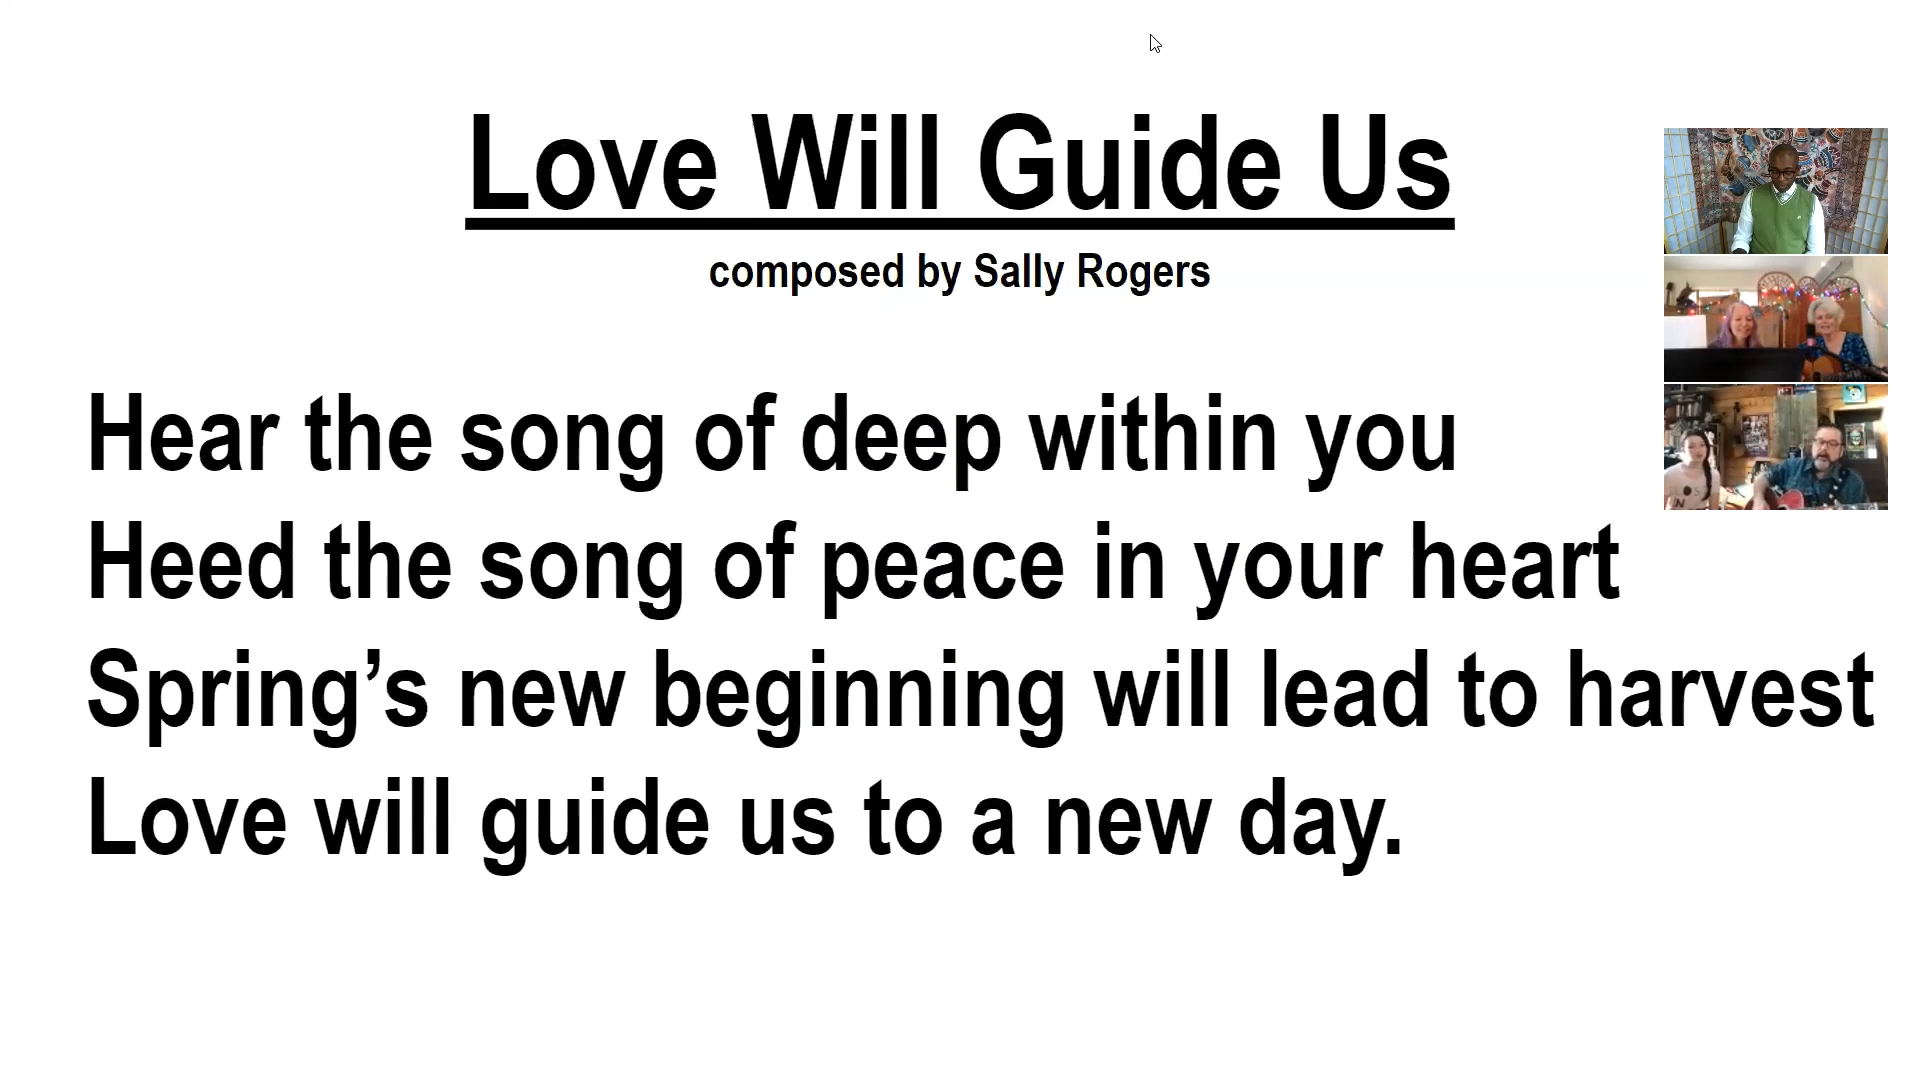 Love Will Guide Us
composed by Sally Rogers
Hear the song of deep within you
Heed the song of peace in your heart
Spring’s new beginning will lead to harvest
Love will guide us to a new day.